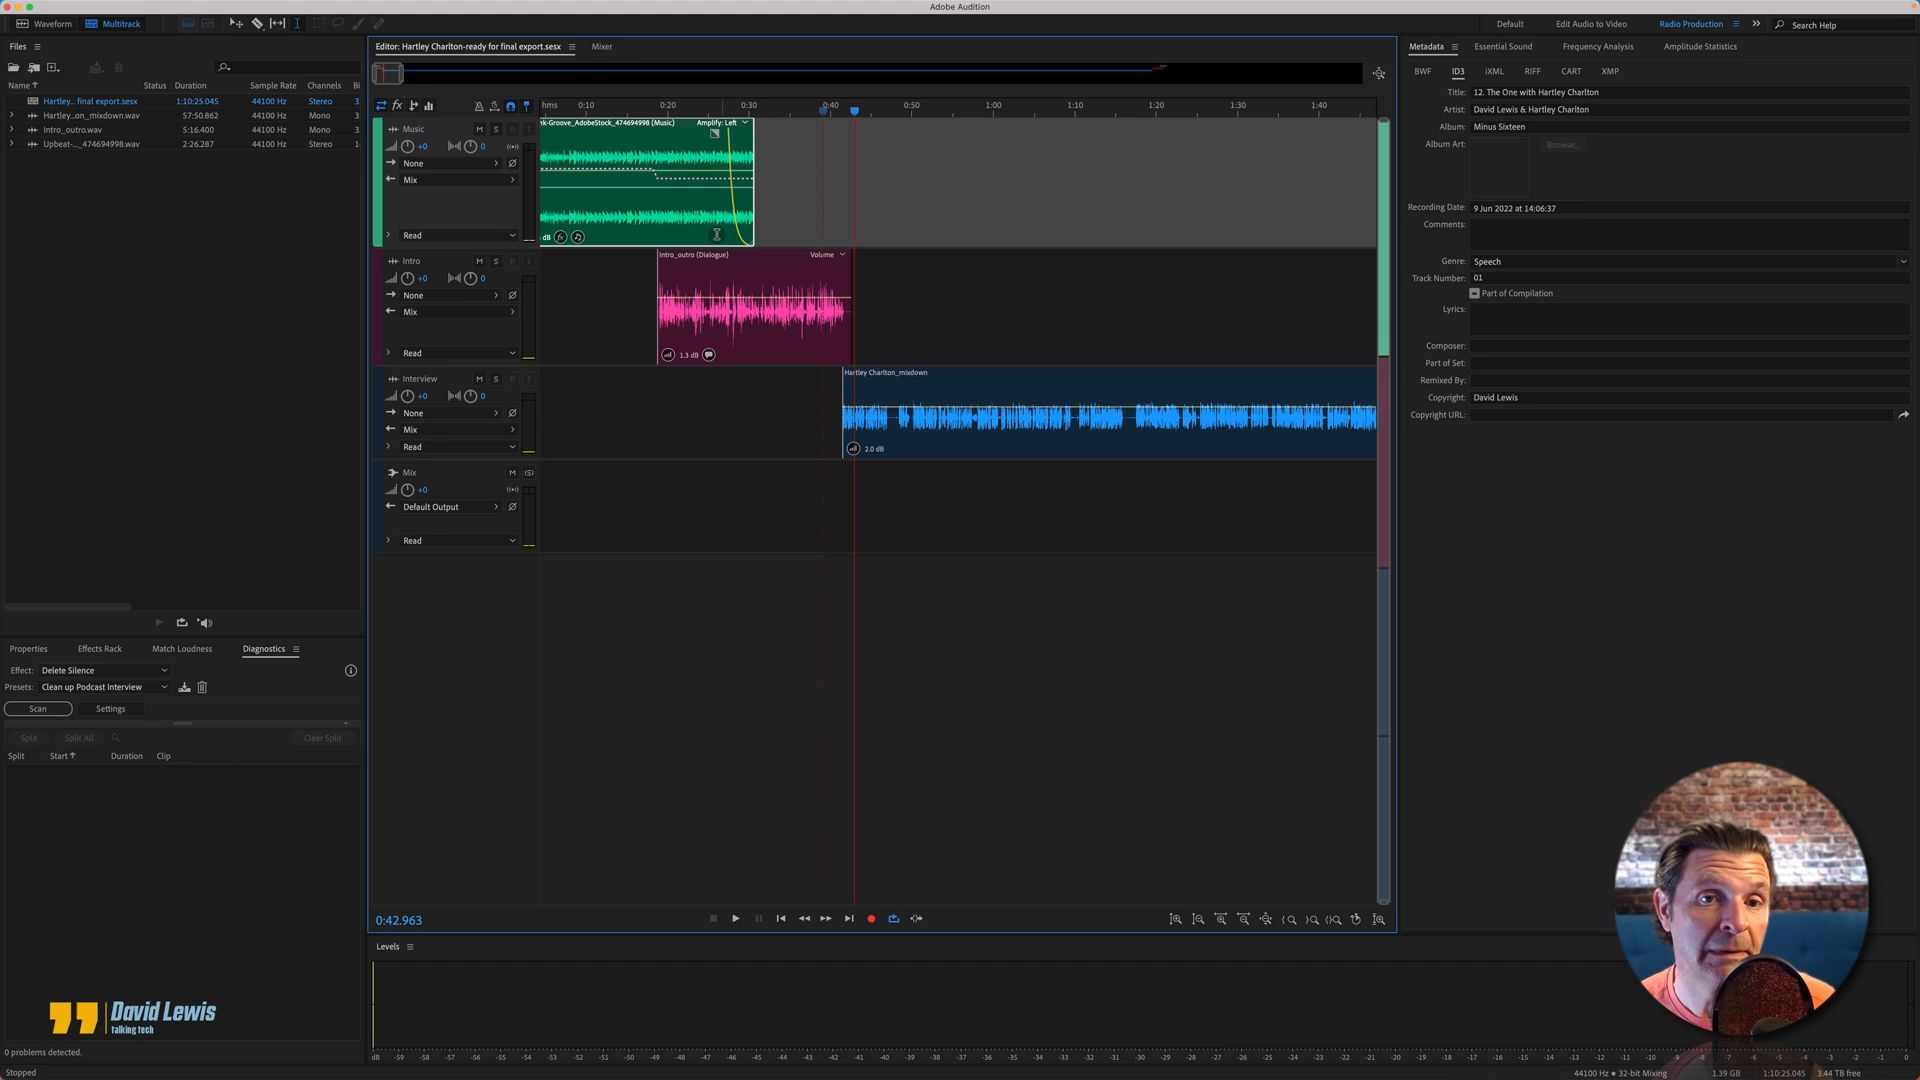 Adobe Audition
Waveform
Multitrack
Default
Edit Audio to Video
Radio Production
Search Help
Files
Name
Status
Duration
Sample Rate
Channels
Bi
Hartley... final export.sesx
1:10:25.045
44100 Hz
Stereo
3
Hartley...on_mixdown.wav
57:50.862
44100 Hz
Mono
3
Intro_outro.wav
5:16.400
44100 Hz
Mono
3
Upbeat-..._474694998.wav
2:26.287
44100 Hz
Stereo
1
Editor: Hartley Charlton-ready for final export.sesx
Mixer
hms
0:10
0:20
0:30
0:40
0:50
1:00
1:10
1:20
1:30
1:40
Music
M
S
R
I
+0
0
None
Mix
Read
nk-Groove_AdobeStock_474694998 (Music)
Amplify: Left
dB
fx
Intro
M
S
R
I
+0
0
None
Mix
Read
Intro_outro (Dialogue)
Volume
1.3 dB
Interview
M
S
R
I
+0
0
None
Mix
Read
Hartley Charlton_mixdown
2.0 dB
Mix
M
(S)
+0
Default Output
Read
0:42.963
Metadata
Essential Sound
Frequency Analysis
Amplitude Statistics
BWF
ID3
iXML
RIFF
CART
XMP
Title: 12. The One with Hartley Charlton
Artist: David Lewis & Hartley Charlton
Album: Minus Sixteen
Album Art:
Browse...
Recording Date: 9 Jun 2022 at 14:06:37
Comments:
Genre: Speech
Track Number: 01
Part of Compilation
Lyrics:
Composer:
Part of Set:
Remixed By:
Copyright: David Lewis
Copyright URL:
Properties
Effects Rack
Match Loudness
Diagnostics
Effect: Delete Silence
Presets: Clean up Podcast Interview
Scan
Settings
Split
Split All
Clear Split
Split
Start
Duration
Clip
David Lewis
talking tech
0 problems detected.
Stopped
Levels
dB -59 -58 -57 -56 -55 -54 -53 -52 -51 -50 -49 -48 -47 -46 -45 -44 -43 -42 -41 -40 -39 -38 -37 -36 -35 -34 -33 -32 -31 -30 -29 -28 -27 -26 -25 -24 -23 -22 -21 -20 -19 -18 -17 -16 -15 -14 -13 -12 -11 -10 -9 -8 -7 -6 -5 -4 -3 -2 -1 0
44100 Hz ● 32-bit Mixing
1.39 GB
1:10:25.045
3.44 TB free